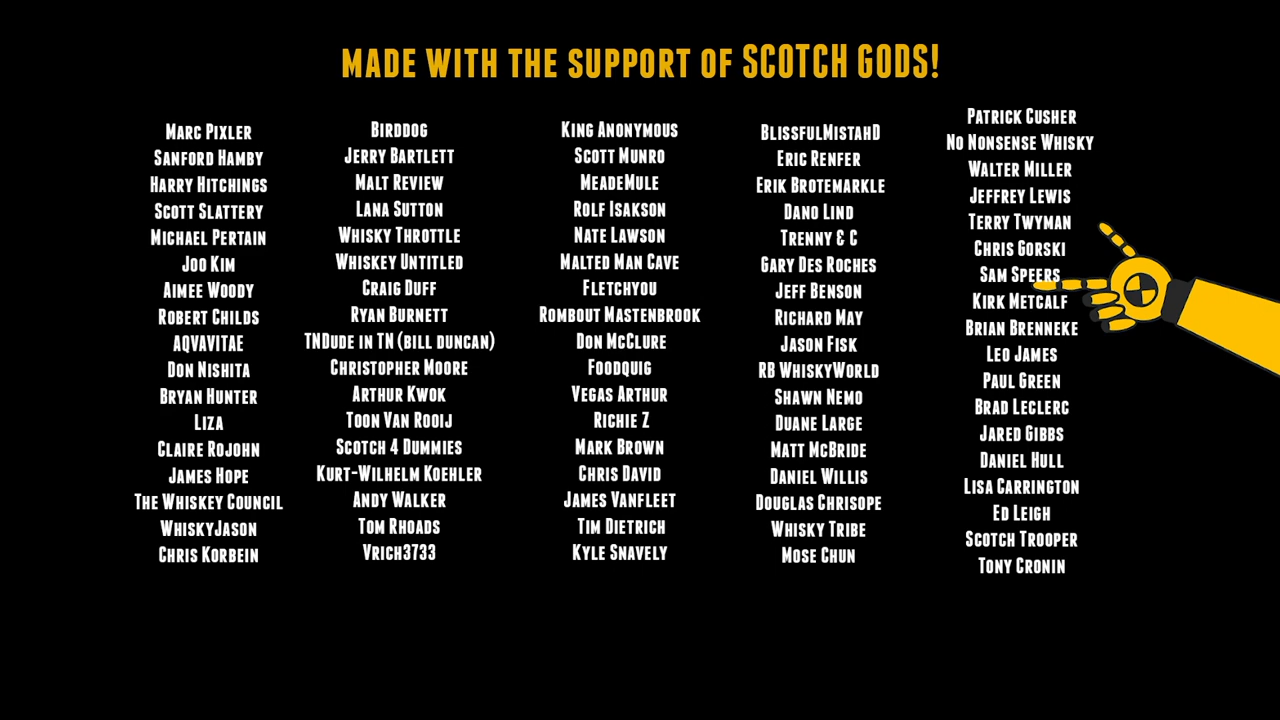 MADE WITH THE SUPPORT OF SCOTCH GODS!
Marc Pixler
Sanford Hamby
Harry Hitchings
Scott Slattery
Michael Pertain
Joo Kim
Aimee Woody
Robert Childs
AQVAVITAE
Don Nishita
Bryan Hunter
Liza
Claire Rojohn
James Hope
The Whiskey Council
WhiskyJason
Chris Korbein
Birddog
Jerry Bartlett
Malt Review
Lana Sutton
Whisky Throttle
Whiskey Untitled
Craig Duff
Ryan Burnett
TNDude in TN (bill duncan)
Christopher Moore
Arthur Kwok
Toon Van Rooij
Scotch 4 Dummies
Kurt-Wilhelm Koehler
Andy Walker
Tom Rhoads
Vrich3733
King Anonymous
Scott Munro
MeadeMule
Rolf Isakson
Nate Lawson
Malted Man Cave
Fletchyou
Rombout Mastenbrook
Don McClure
Foodquig
Vegas Arthur
Richie Z
Mark Brown
Chris David
James Vanfleet
Tim Dietrich
Kyle Snavely
BlissfulMistahD
Eric Renfer
Erik Brotemarkle
Dano Lind
Trenny & C
Gary Des Roches
Jeff Benson
Richard May
Jason Fisk
RB WhiskyWorld
Shawn Nemo
Duane Large
Matt McBride
Daniel Willis
Douglas Chrisope
Whisky Tribe
Mose Chun
Patrick Cusher
No Nonsense Whisky
Walter Miller
Jeffrey Lewis
Terry Twyman
Chris Gorski
Sam Speers
Kirk Metcalf
Brian Brenneke
Leo James
Paul Green
Brad Leclerc
Jared Gibbs
Daniel Hull
Lisa Carrington
Ed Leigh
Scotch Trooper
Tony Cronin